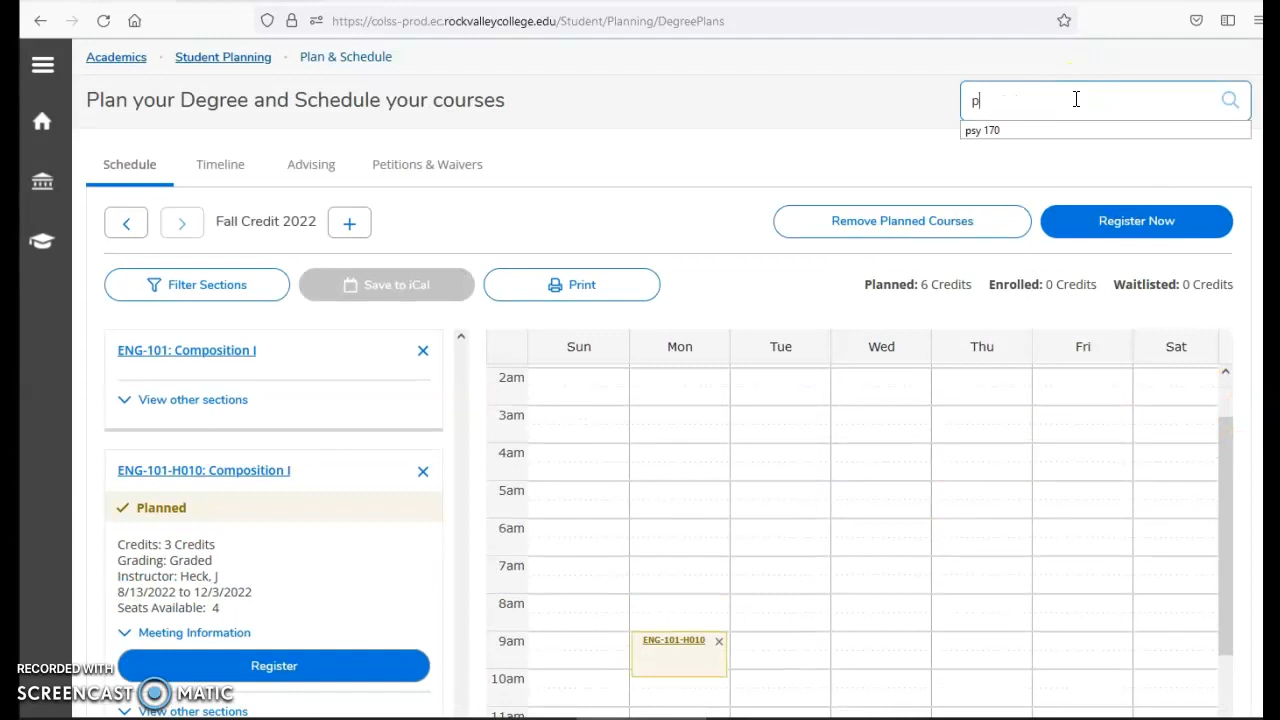 https://colss-prod.ec.rockvalleycollege.edu/Student/Planning/DegreePlans
Academics · Student Planning · Plan & Schedule
Plan your Degree and Schedule your courses
p
psy 170
Schedule Timeline Advising Petitions & Waivers
Fall Credit 2022
Remove Planned Courses Register Now
Filter Sections Save to iCal Print
Planned: 6 Credits Enrolled: 0 Credits Waitlisted: 0 Credits
ENG-101: Composition I
View other sections
ENG-101-H010: Composition I
Planned
Credits: 3 Credits
Grading: Graded
Instructor: Heck, J
8/13/2022 to 12/3/2022
Seats Available: 4
Meeting Information
Register
View other sections
Sun Mon Tue Wed Thu Fri Sat
2am
3am
4am
5am
6am
7am
8am
9am ENG-101-H010
10am
11am
RECORDED WITH
SCREENCAST MATIC